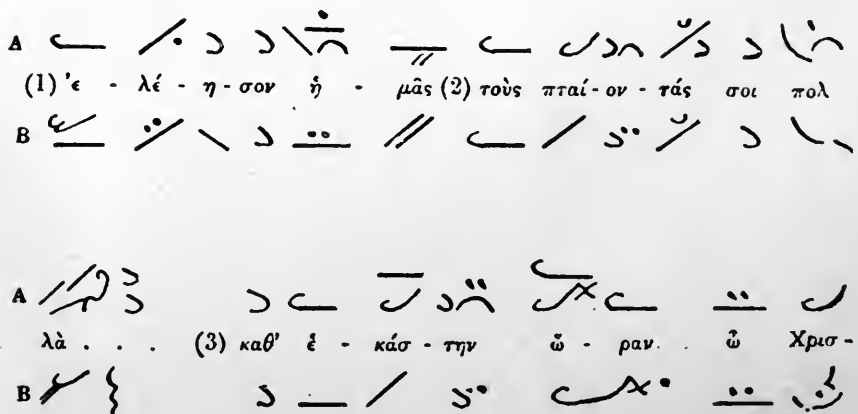 A
(1) 'ε - λέ - η - σον ἡ - μᾶς (2) τοὺς πταί - ον - τάς σοι πολ
B
A
λὰ . . . (3) καθ' ἑ - κάσ - την ὥ - ραν. . ὦ Χρισ -
B